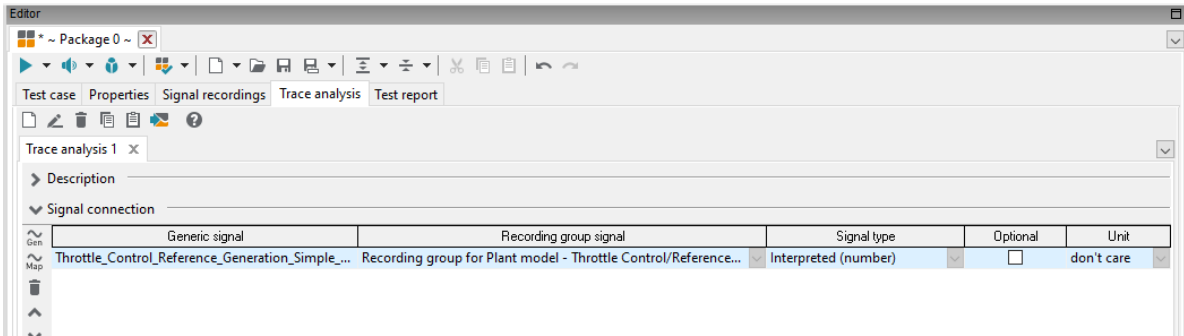 Editor
* ~ Package 0 ~
Test case Properties Signal recordings Trace analysis Test report
Trace analysis 1
Description
Signal connection
Gen Generic signal Recording group signal Signal type Optional Unit
Map Throttle_Control_Reference_Generation_Simple_... Recording group for Plant model - Throttle Control/Reference... Interpreted (number) don't care